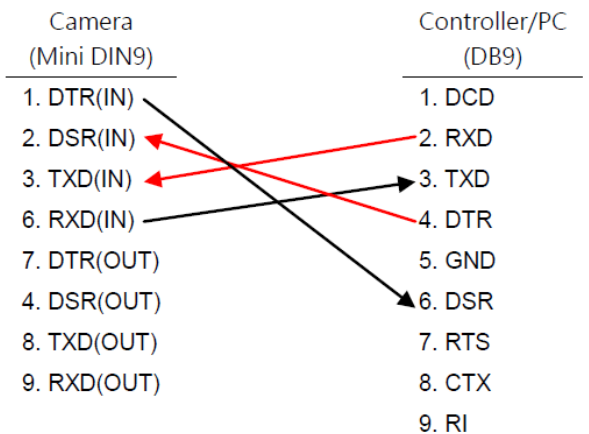 Camera
(Mini DIN9)
1. DTR(IN)
2. DSR(IN)
3. TXD(IN)
6. RXD(IN)
7. DTR(OUT)
4. DSR(OUT)
8. TXD(OUT)
9. RXD(OUT)
Controller/PC
(DB9)
1. DCD
2. RXD
3. TXD
4. DTR
5. GND
6. DSR
7. RTS
8. CTX
9. RI